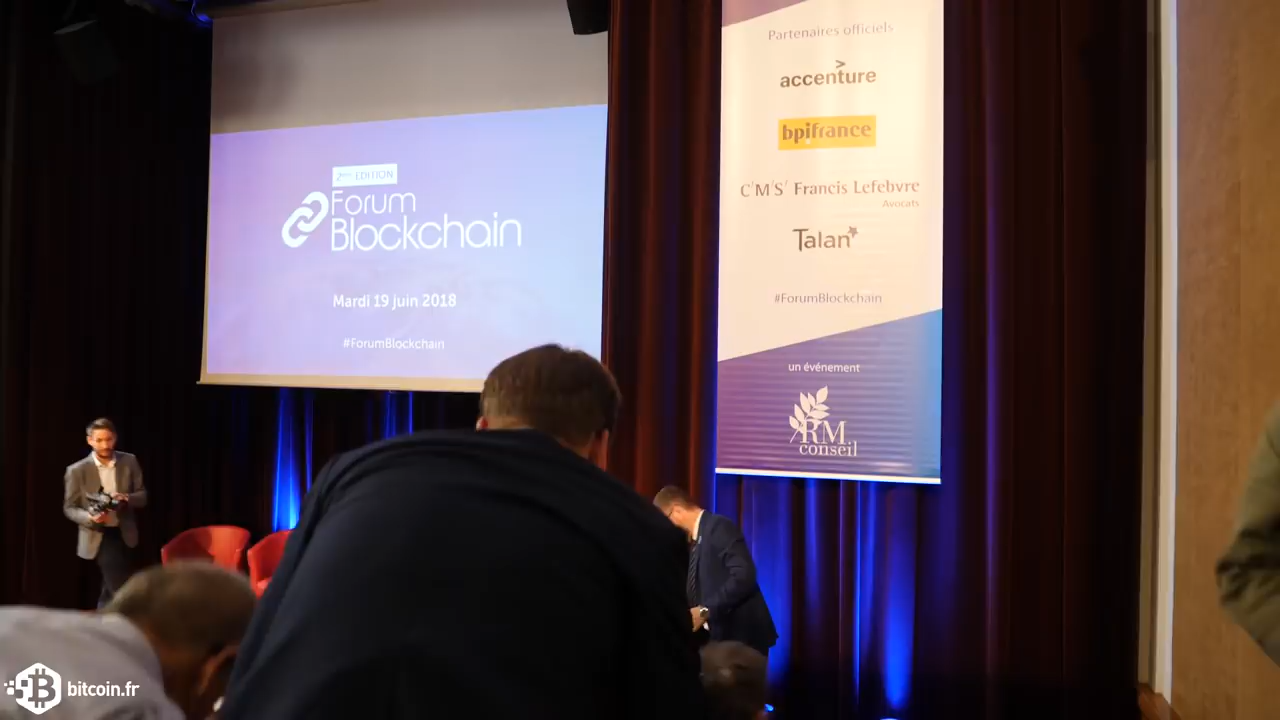 2ème EDITION
Forum
Blockchain
Mardi 19 juin 2018
#ForumBlockchain
Partenaires officiels
accenture
bpifrance
C'M'S' Francis Lefebvre
Avocats
Talan
#ForumBlockchain
un événement
RM
conseil
bitcoin.fr